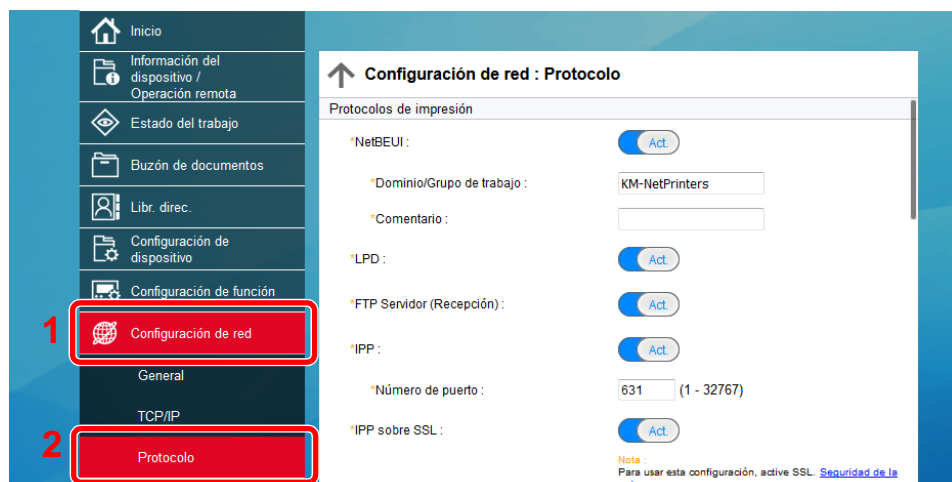 Inicio
Información del
dispositivo /
Operación remota
Estado del trabajo
Buzón de documentos
Libr. direc.
Configuración de
dispositivo
Configuración de función
1
Configuración de red
General
TCP/IP
2
Protocolo
Configuración de red : Protocolo
Protocolos de impresión
*NetBEUI : Act.
*Dominio/Grupo de trabajo : KM-NetPrinters
*Comentario :
*LPD : Act.
*FTP Servidor (Recepción) : Act.
*IPP : Act.
*Número de puerto : 631 (1 - 32767)
*IPP sobre SSL : Act.
Nota :
Para usar esta configuración, active SSL. Seguridad de la